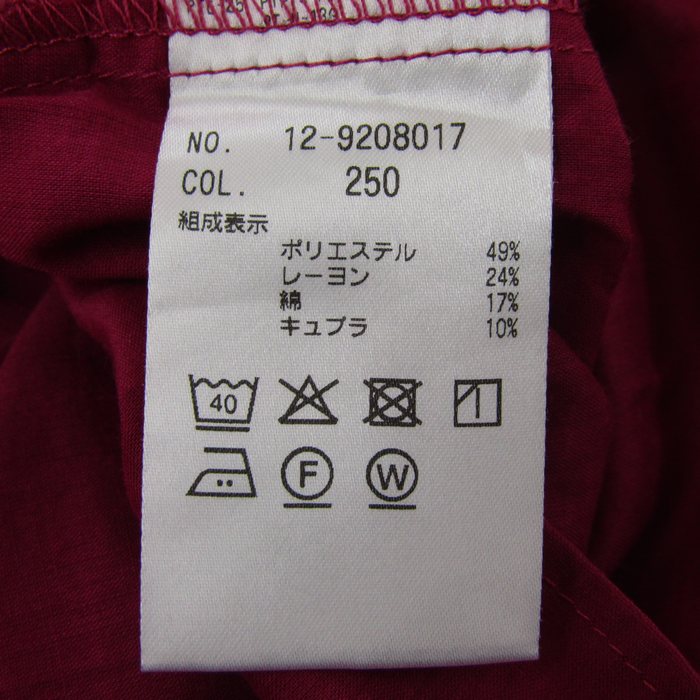 NO. 12-9208017
COL. 250
組成表示
ポリエステル 49%
レーヨン 24%
綿 17%
キュプラ 10%
40
F W